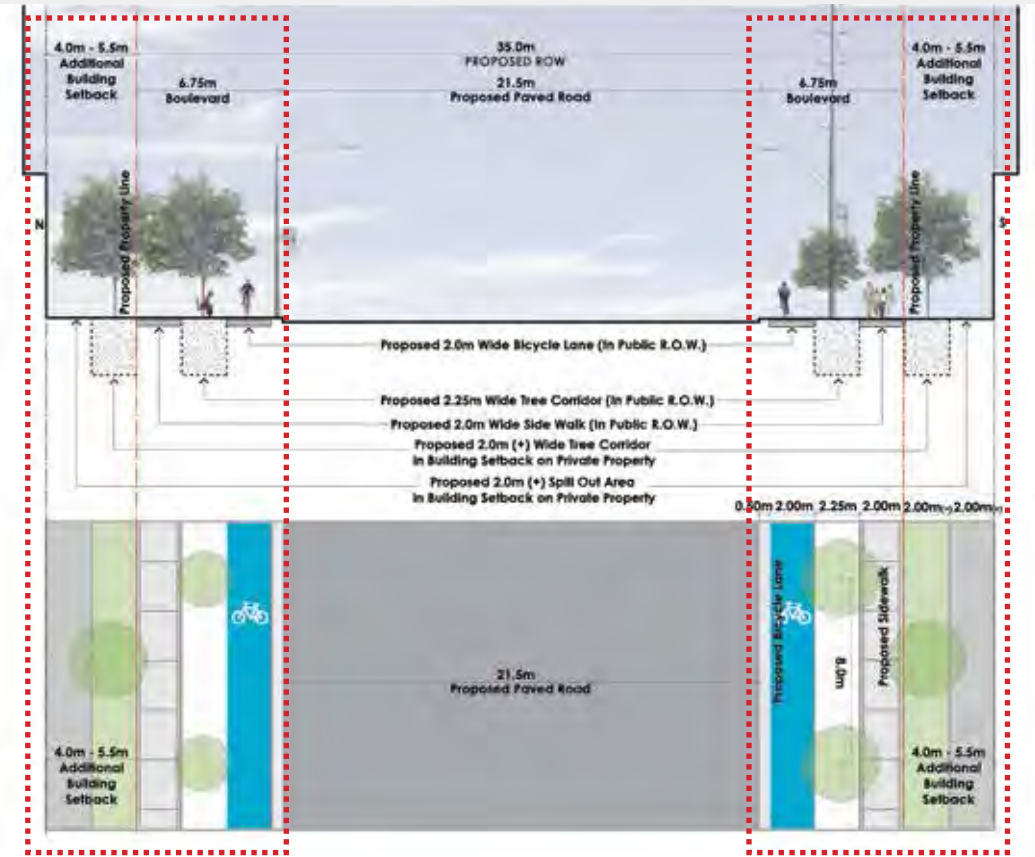 4.0m - 5.5m
Additional
Building
Setback
6.75m
Boulevard
35.0m
PROPOSED ROW
21.5m
Proposed Paved Road
6.75m
Boulevard
4.0m - 5.5m
Additional
Building
Setback
N
Proposed Property Line
Proposed Property Line
S
Proposed 2.0m Wide Bicycle Lane (In Public R.O.W.)
Proposed 2.25m Wide Tree Corridor (In Public R.O.W.)
Proposed 2.0m Wide Side Walk (In Public R.O.W.)
Proposed 2.0m (+) Wide Tree Corridor
in Building Setback on Private Property
Proposed 2.0m (+) Spill Out Area
in Building Setback on Private Property
0.50m 2.00m 2.25m 2.00m 2.00m(+) 2.00m(+)
Proposed Bicycle Lane
8.0m
Proposed Sidewalk
21.5m
Proposed Paved Road
4.0m - 5.5m
Additional
Building
Setback
4.0m - 5.5m
Additional
Building
Setback